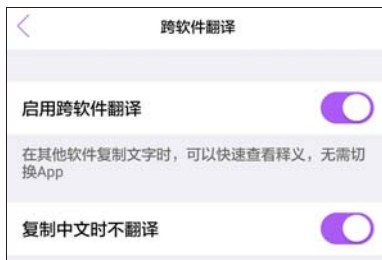 跨软件翻译
启用跨软件翻译
在其他软件复制文字时，可以快速查看释义，无需切
换App
复制中文时不翻译